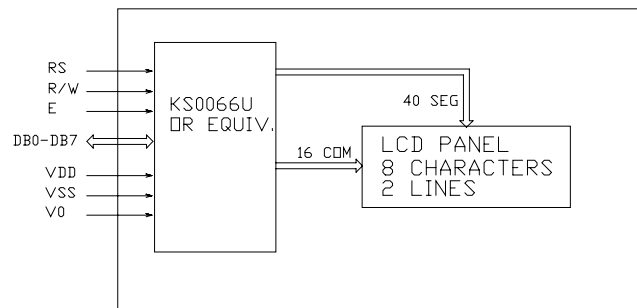 RS
R/W
E
DB0-DB7
VDD
VSS
V0
KS0066U
OR EQUIV.
40 SEG
16 COM
LCD PANEL
8 CHARACTERS
2 LINES